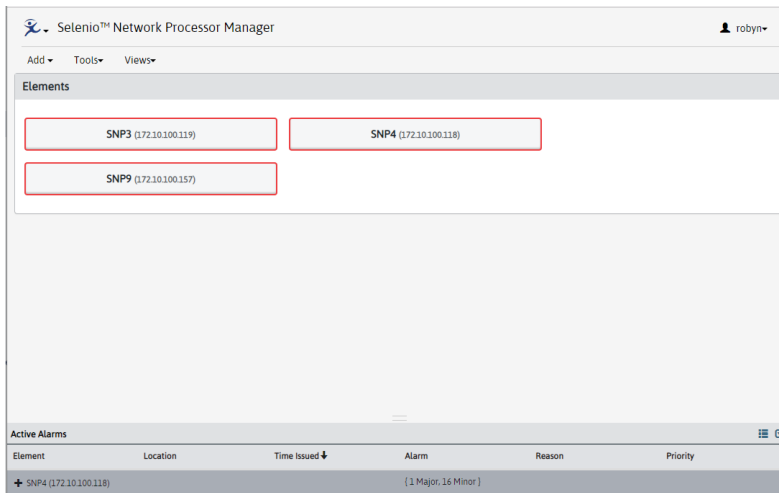 Selenio™ Network Processor Manager
robyn
Add Tools Views
Elements
SNP3 (172.10.100.119) SNP4 (172.10.100.118)
SNP9 (172.10.100.157)
Active Alarms
Element Location Time Issued Alarm Reason Priority
SNP4 (172.10.100.118) { 1 Major, 16 Minor }